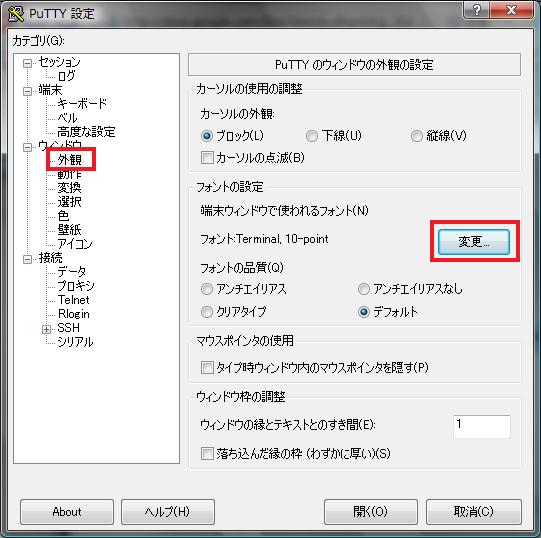 PuTTY 設定
カテゴリ(G):
セッション
ログ
端末
キーボード
ベル
高度な設定
ウィンドウ
外観
動作
変換
選択
色
壁紙
アイコン
接続
データ
プロキシ
Telnet
Rlogin
SSH
シリアル
PuTTY のウィンドウの外観の設定
カーソルの使用の調整
カーソルの外観:
ブロック(L) 下線(U) 縦線(V)
カーソルの点滅(B)
フォントの設定
端末ウィンドウで使われるフォント(N)
フォント:Terminal, 10-point 変更...
フォントの品質(Q)
アンチエイリアス アンチエイリアスなし
クリアタイプ デフォルト
マウスポインタの使用
タイプ時ウィンドウ内のマウスポインタを隠す(P)
ウィンドウ枠の調整
ウィンドウの縁とテキストとのすき間(E): 1
落ち込んだ縁の枠 (わずかに厚い)(S)
About ヘルプ(H) 開く(O) 取消(C)